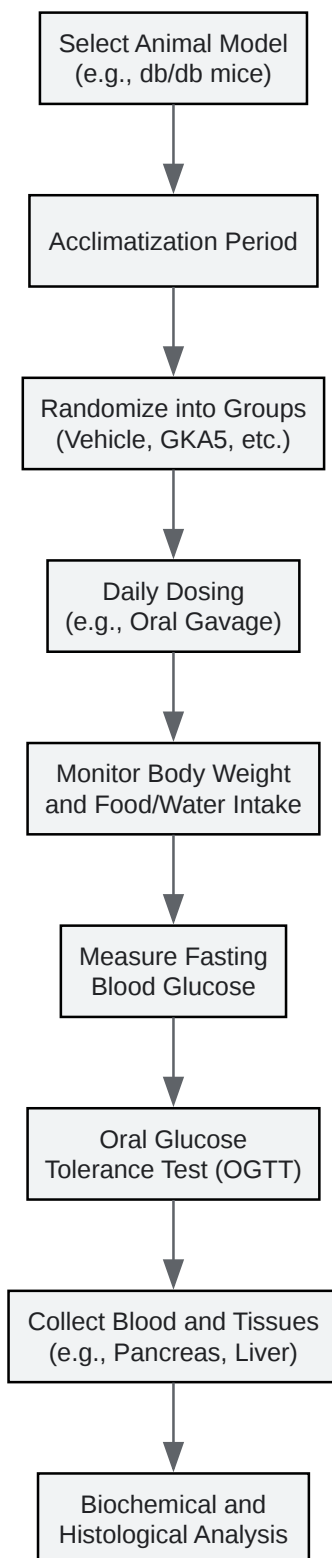 Select Animal Model
(e.g., db/db mice)
Acclimatization Period
Randomize into Groups
(Vehicle, GKA5, etc.)
Daily Dosing
(e.g., Oral Gavage)
Monitor Body Weight
and Food/Water Intake
Measure Fasting
Blood Glucose
Oral Glucose
Tolerance Test (OGTT)
Collect Blood and Tissues
(e.g., Pancreas, Liver)
Biochemical and
Histological Analysis